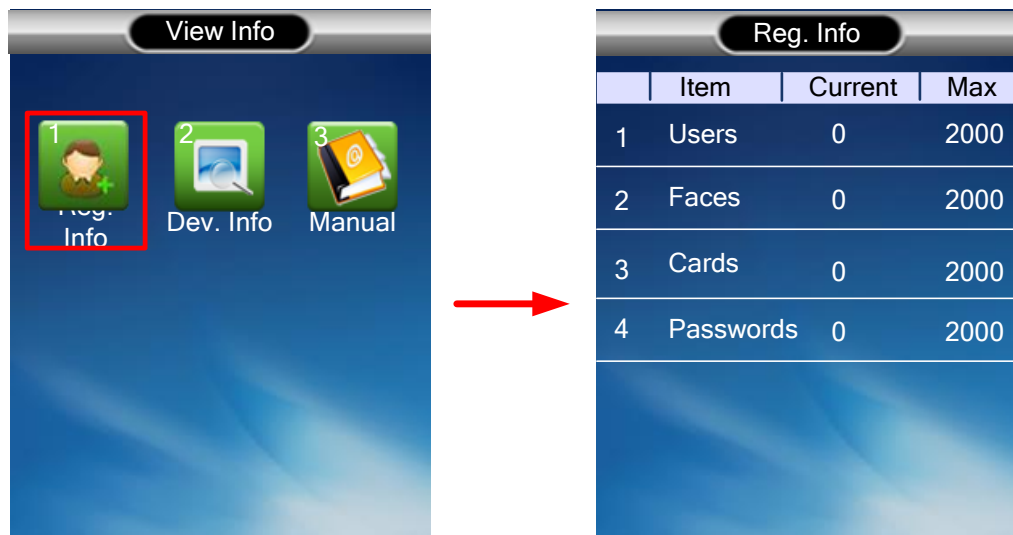 View Info
1
2
3
Reg.
Info
Dev. Info
Manual
Reg. Info
Item Current Max
1 Users 0 2000
2 Faces 0 2000
3 Cards 0 2000
4 Passwords 0 2000